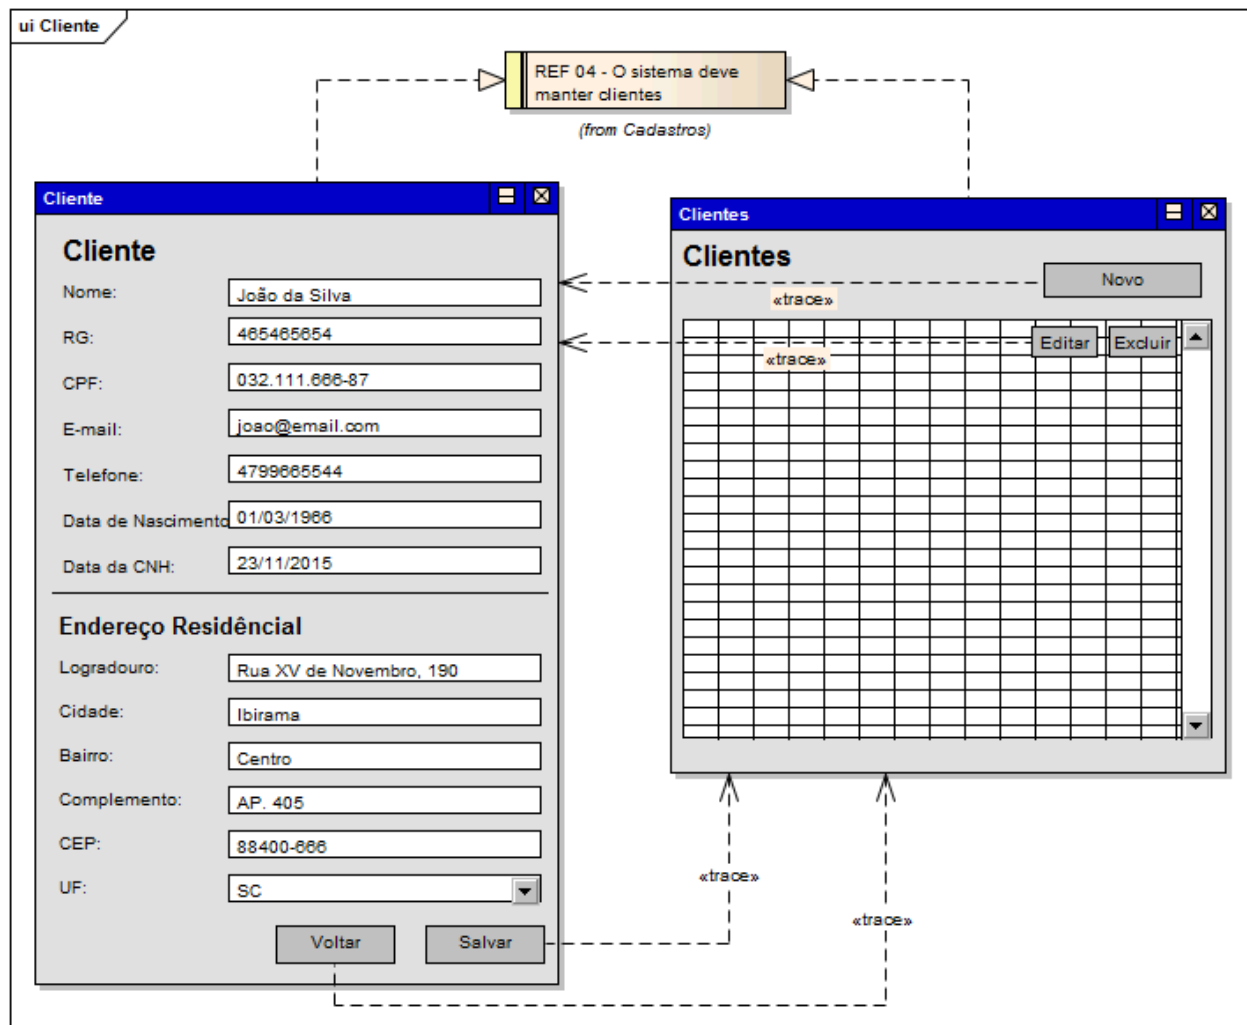 ui Cliente
REF 04 - O sistema deve
manter clientes
(from Cadastros)
Cliente
Cliente
Nome:
João da Silva
RG:
465465654
CPF:
032.111.666-87
E-mail:
joao@email.com
Telefone:
4799665544
Data de Nascimento
01/03/1966
Data da CNH:
23/11/2015
Endereço Residêncial
Logradouro:
Rua XV de Novembro, 190
Cidade:
Ibirama
Bairro:
Centro
Complemento:
AP. 405
CEP:
88400-666
UF:
SC
Voltar
Salvar
Clientes
Clientes
Novo
«trace»
Editar
Excluir
«trace»
«trace»
«trace»